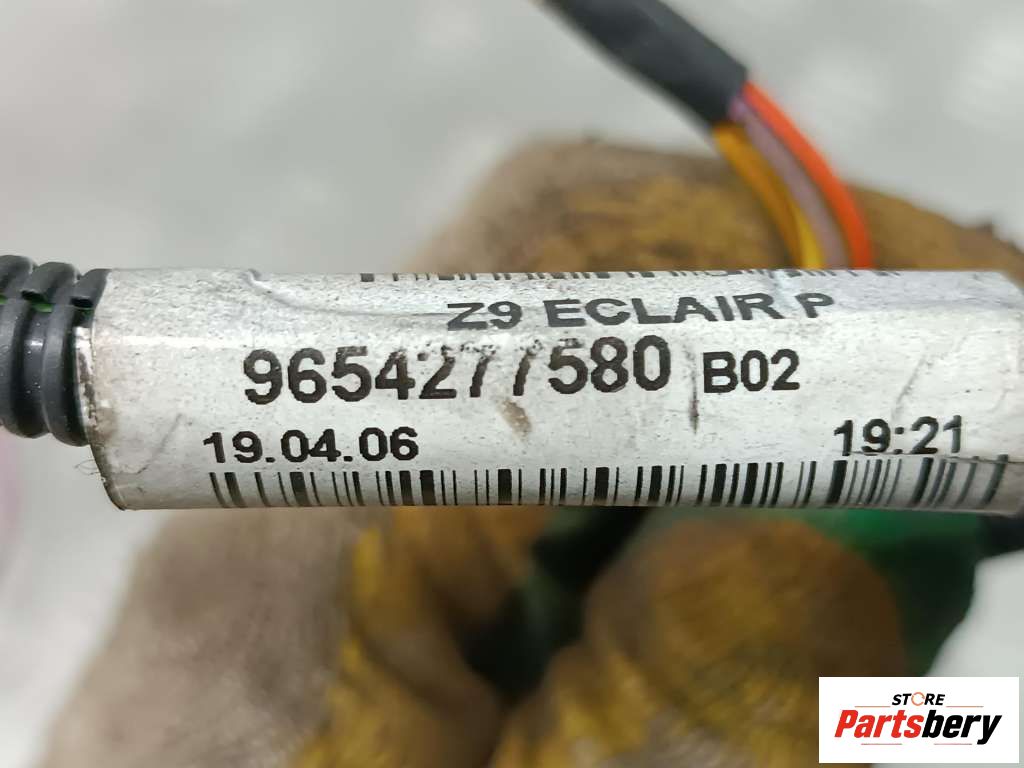 Z9 ECLAIR P
9654277580 B02
19.04.06 19:21
STORE
Partsbery